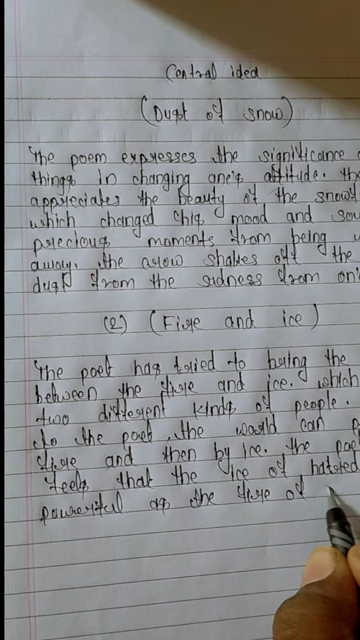 Central idea
(Dust of snow)
The poem expresses the significance
things in changing one's attitude. the
appreciates the beauty of the snowf
which changed his mood and sav
precious moments from being w
away. the crow shakes off the
dust from the sadness from on
(2) (Fire and ice)
The poet has tried to bring the
between the fire and ice. which
two different kinds of people.
to the poet, the world can
fire and then by ice. the poet
feels that the ice of hatred
powerful as the fire of